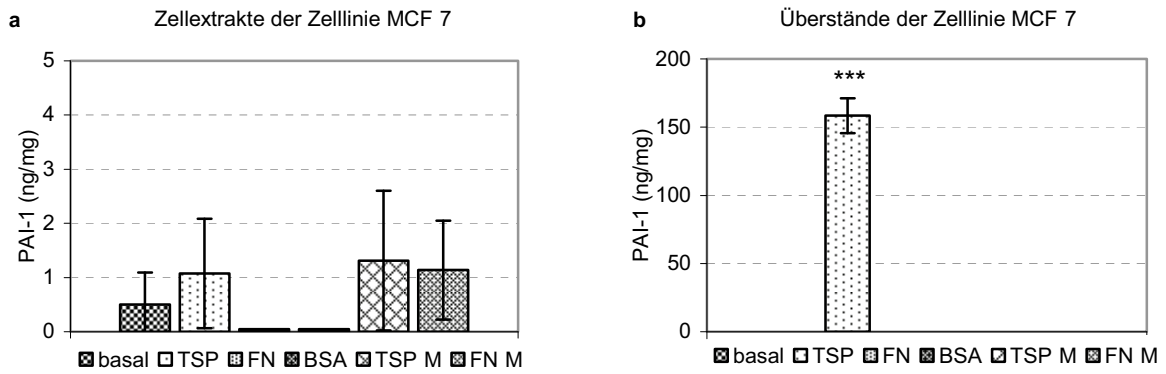 a
Zellextrakte der Zelllinie MCF 7
5
4
3
2
1
0
PAI-1 (ng/mg)
basal TSP FN BSA TSP M FN M
b
Überstände der Zelllinie MCF 7
200
150
100
50
0
PAI-1 (ng/mg)
***
basal TSP FN BSA TSP M FN M